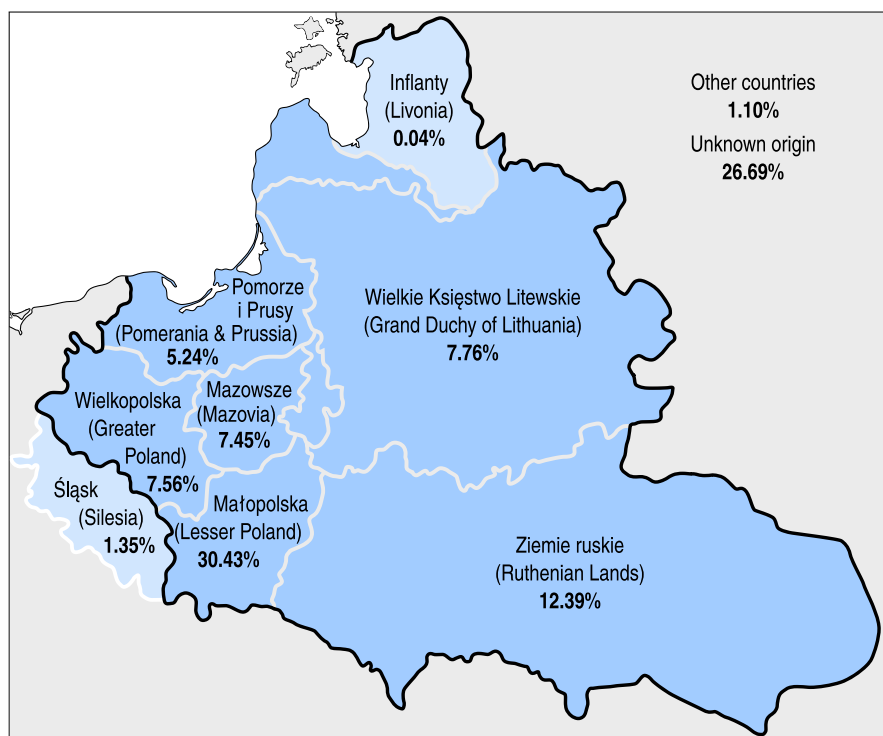 Inflanty
(Livonia)
0.04%
Other countries
1.10%
Unknown origin
26.69%
Pomorze
i Prusy
(Pomerania & Prussia)
5.24%
Wielkie Księstwo Litewskie
(Grand Duchy of Lithuania)
7.76%
Wielkopolska
(Greater
Poland)
7.56%
Mazowsze
(Mazovia)
7.45%
Śląsk
(Silesia)
1.35%
Małopolska
(Lesser Poland)
30.43%
Ziemie ruskie
(Ruthenian Lands)
12.39%